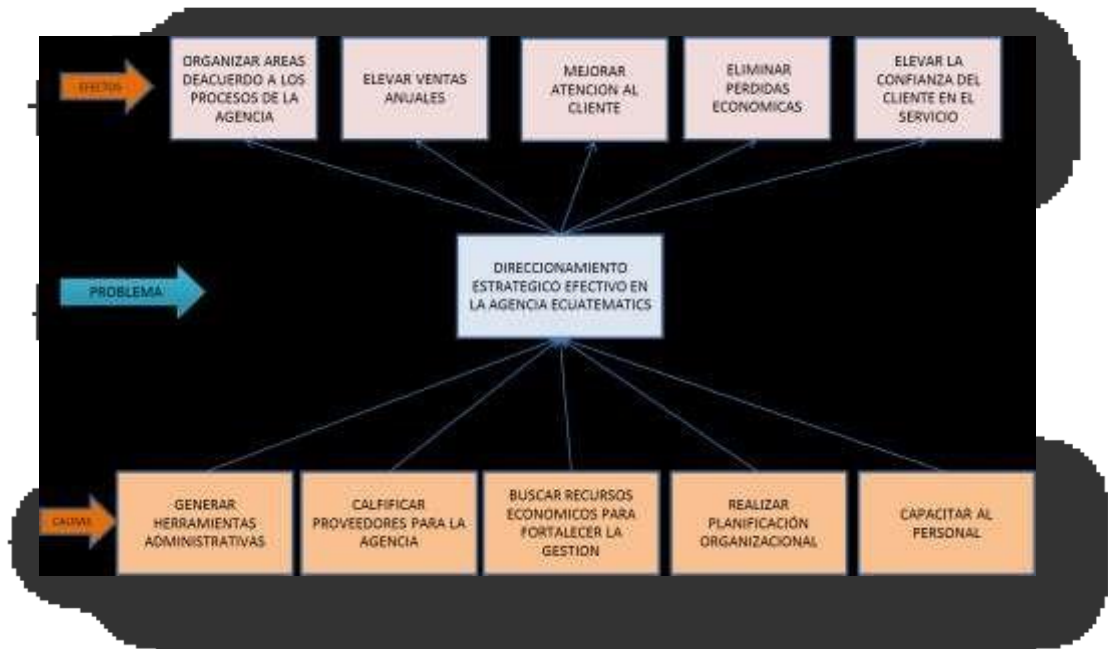 EFECTOS
ORGANIZAR AREAS
DEACUERDO A LOS
PROCESOS DE LA
AGENCIA
ELEVAR VENTAS
ANUALES
MEJORAR
ATENCION AL
CLIENTE
ELIMINAR
PERDIDAS
ECONOMICAS
ELEVAR LA
CONFIANZA DEL
CLIENTE EN EL
SERVICIO
PROBLEMA
DIRECCIONAMIENTO
ESTRATEGICO EFECTIVO EN
LA AGENCIA ECUATEMATICS
CAUSAS
GENERAR
HERRAMIENTAS
ADMINISTRATIVAS
CALFIFICAR
PROVEEDORES PARA LA
AGENCIA
BUSCAR RECURSOS
ECONOMICOS PARA
FORTALECER LA
GESTION
REALIZAR
PLANIFICACIÓN
ORGANIZACIONAL
CAPACITAR AL
PERSONAL